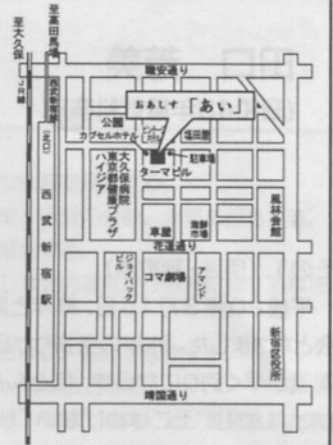 至大久保
至高田馬場
JR線
西武新宿線
(北口)
西武新宿駅
職安通り
おあしす「あい」
公園
カプセルホテル
塩田屋
駐車場
ターマビル
大久保病院
東京都健康プラザ
ハイジア
風林会館
車屋
海鮮市場
花道通り
ジョイパックビル
コマ劇場
アマンド
新宿区役所
靖国通り